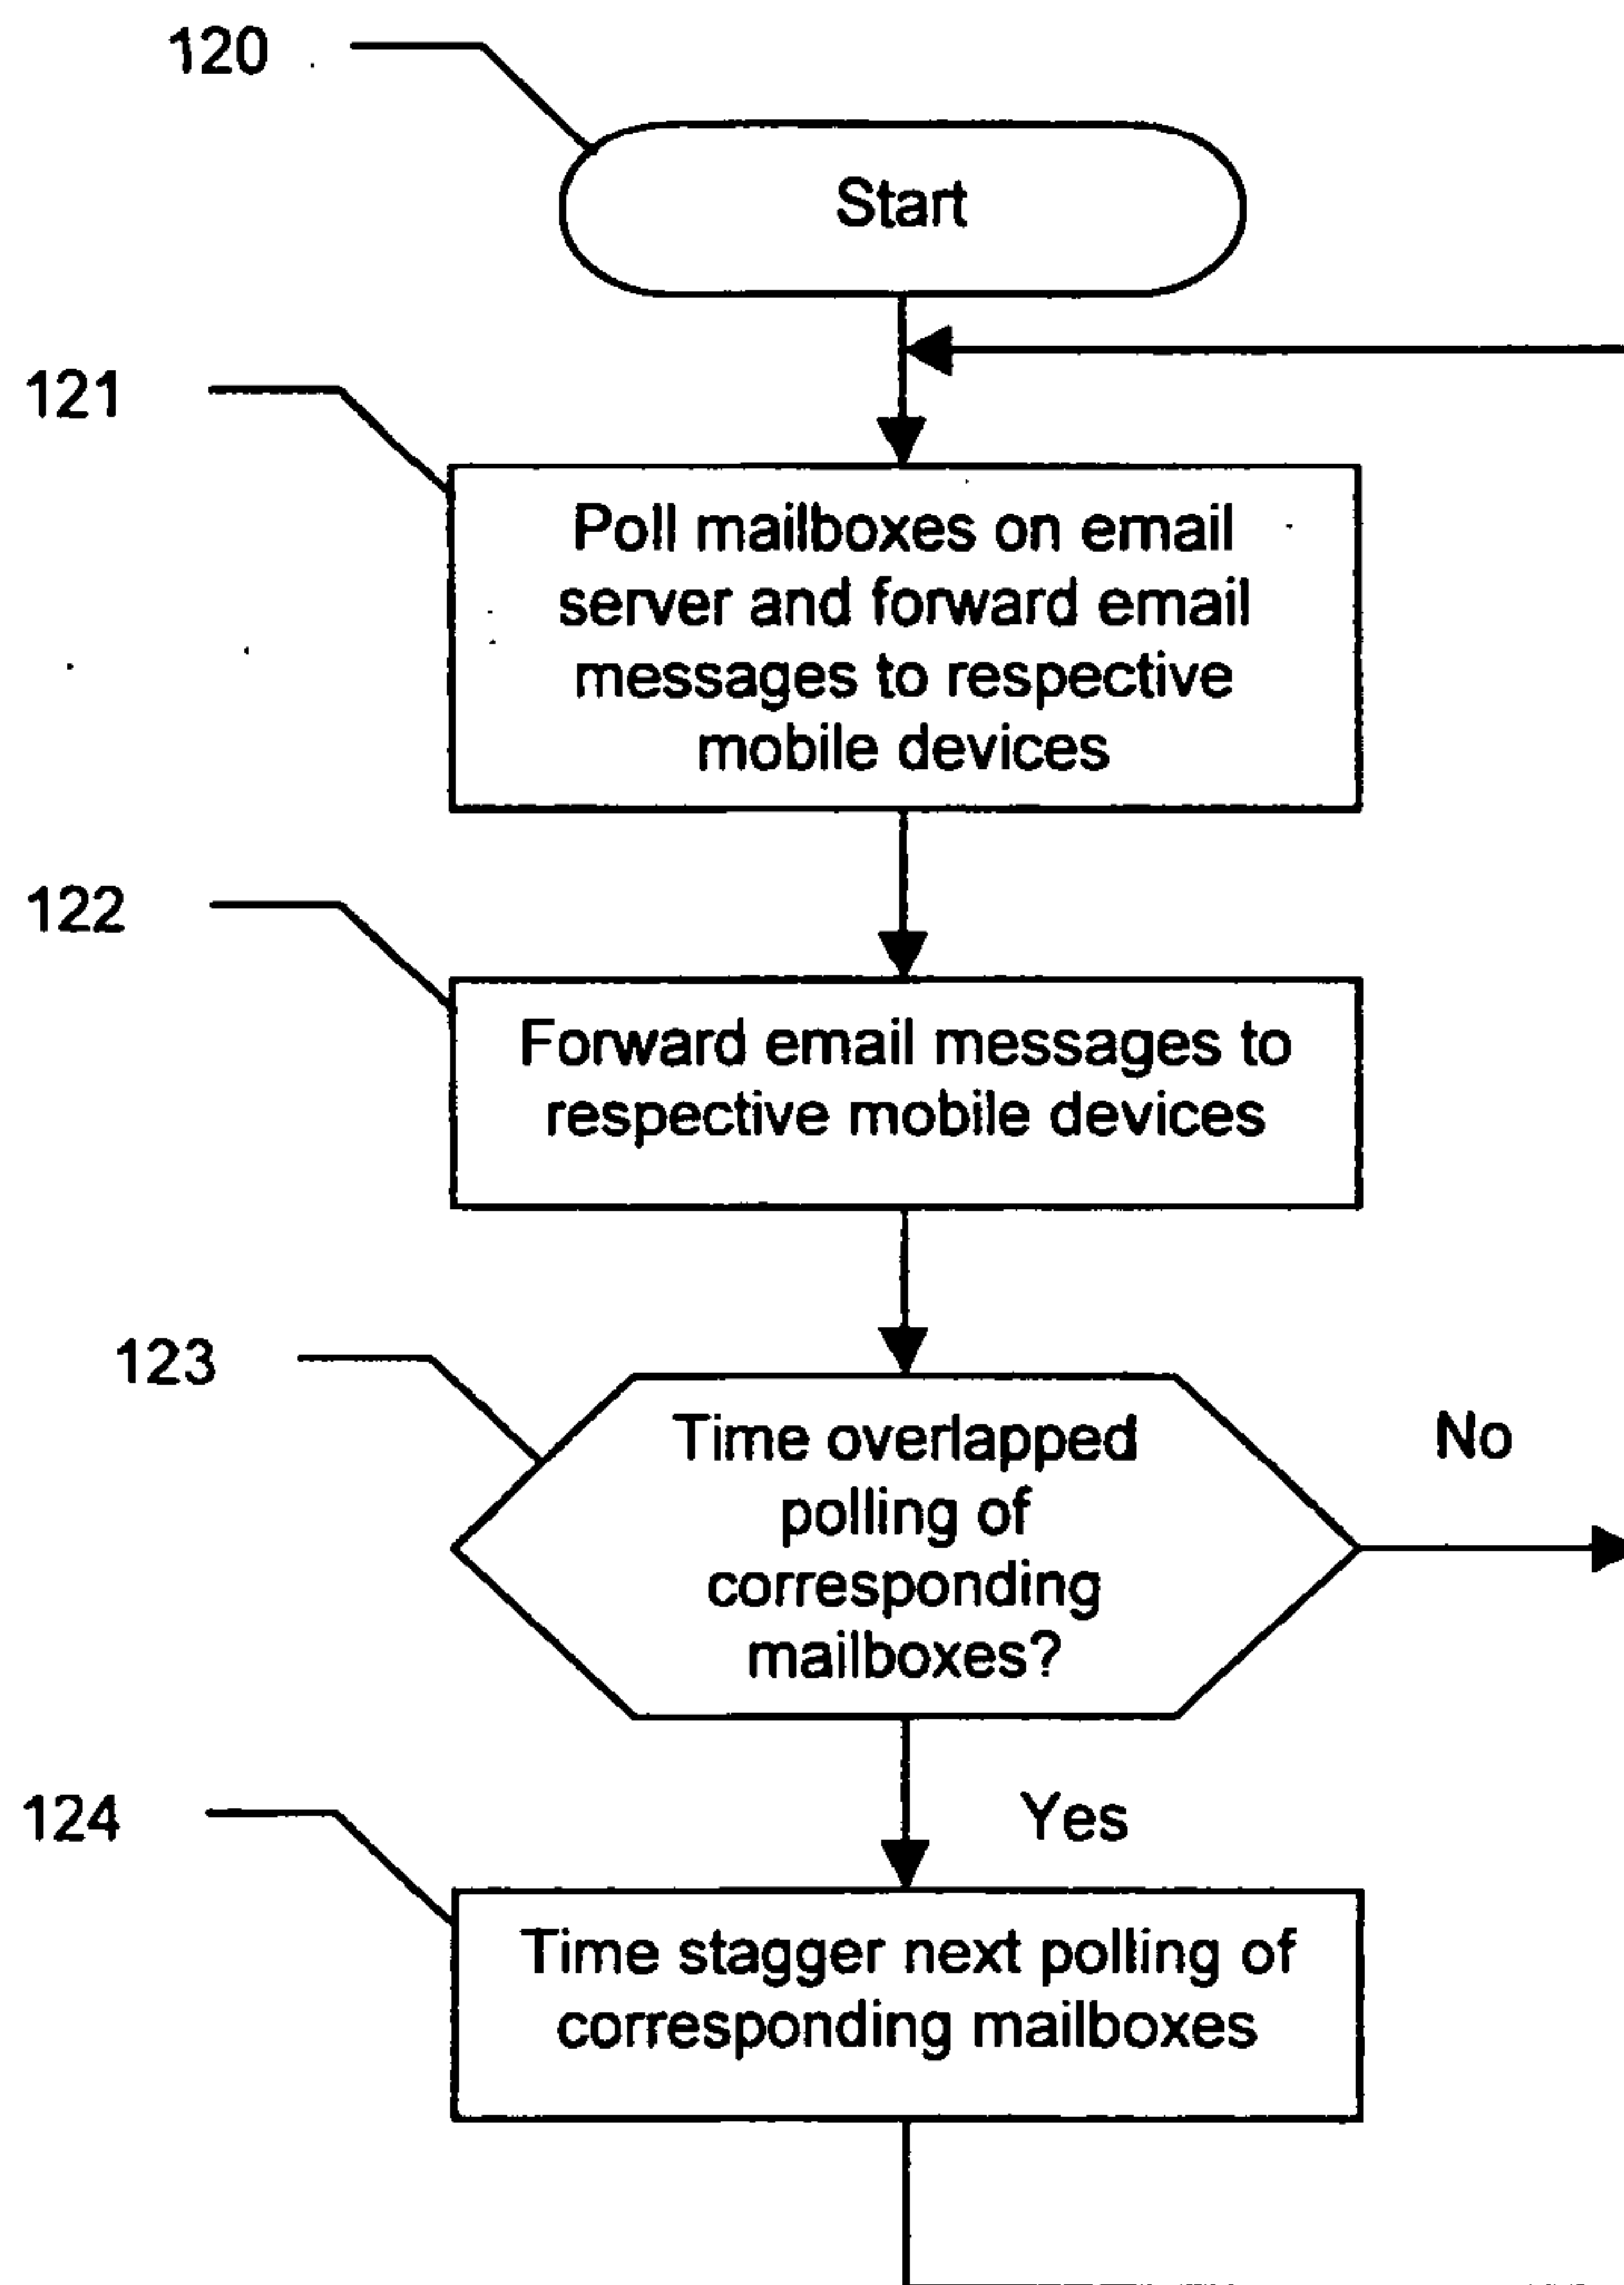 120
Start
121
Poll mailboxes on email
server and forward email
messages to respective
mobile devices
122
Forward email messages to
respective mobile devices
123
Time overlapped
polling of
corresponding
mailboxes?
No
Yes
124
Time stagger next polling of
corresponding mailboxes